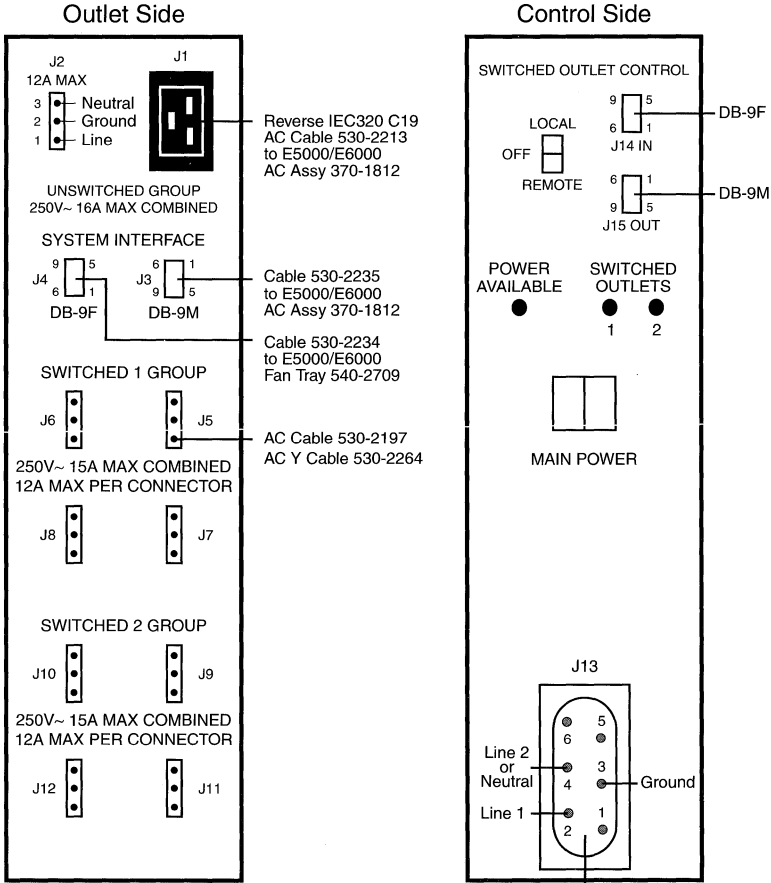 Outlet Side
J2
12A MAX
J1
3
Neutral
2
Ground
1
Line
UNSWITCHED GROUP
250V~ 16A MAX COMBINED
Reverse IEC320 C19
AC Cable 530-2213
to E5000/E6000
AC Assy 370-1812
SYSTEM INTERFACE
J4
9 5
6 1
DB-9F
J3
6 1
9 5
DB-9M
Cable 530-2235
to E5000/E6000
AC Assy 370-1812
Cable 530-2234
to E5000/E6000
Fan Tray 540-2709
SWITCHED 1 GROUP
J6
J5
AC Cable 530-2197
AC Y Cable 530-2264
250V~ 15A MAX COMBINED
12A MAX PER CONNECTOR
J8
J7
SWITCHED 2 GROUP
J10
J9
250V~ 15A MAX COMBINED
12A MAX PER CONNECTOR
J12
J11
Control Side
SWITCHED OUTLET CONTROL
LOCAL
OFF
REMOTE
9 5
6 1
J14 IN
DB-9F
6 1
9 5
J15 OUT
DB-9M
POWER
AVAILABLE
SWITCHED
OUTLETS
1 2
MAIN POWER
J13
5
6
Line 2
or
Neutral
3
4
Ground
Line 1
1
2